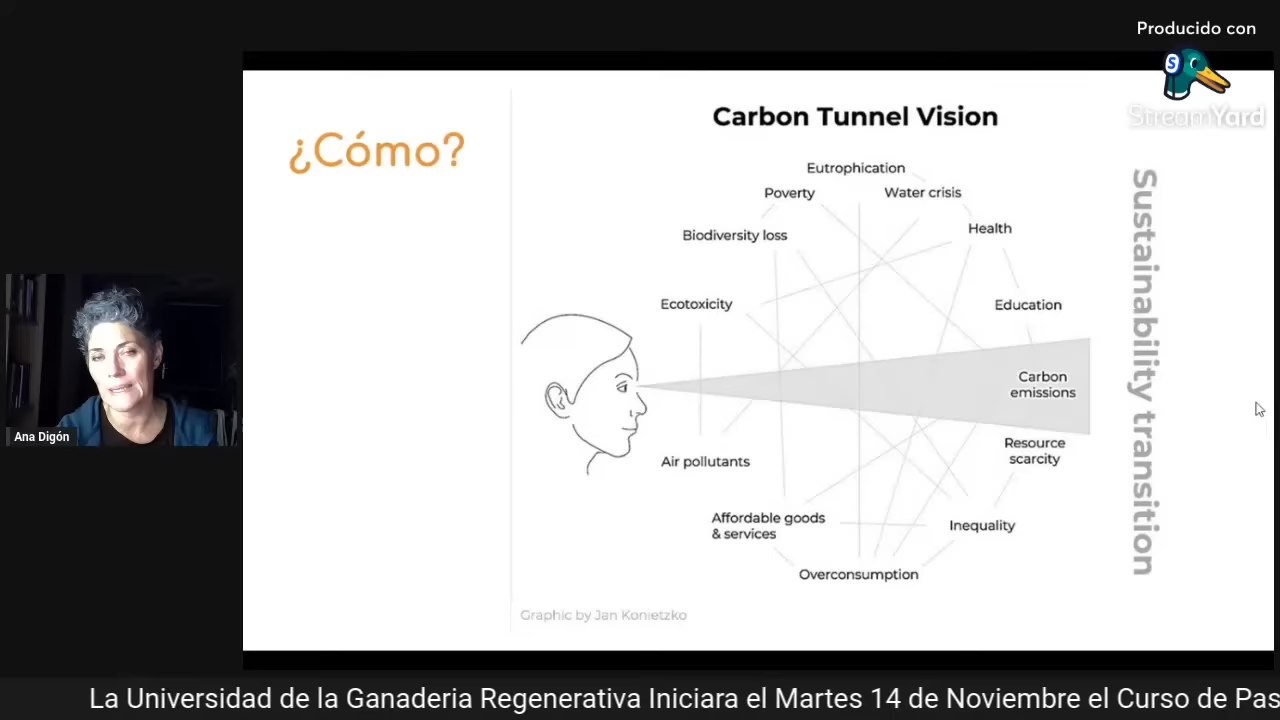 Producido con
StreamYard
¿Cómo?
Carbon Tunnel Vision
Eutrophication
Poverty
Water crisis
Biodiversity loss
Health
Ecotoxicity
Education
Carbon
emissions
Resource
scarcity
Air pollutants
Affordable goods
& services
Inequality
Overconsumption
Sustainability transition
Graphic by Jan Konietzko
Ana Digón
La Universidad de la Ganaderia Regenerativa Iniciara el Martes 14 de Noviembre el Curso de Pas